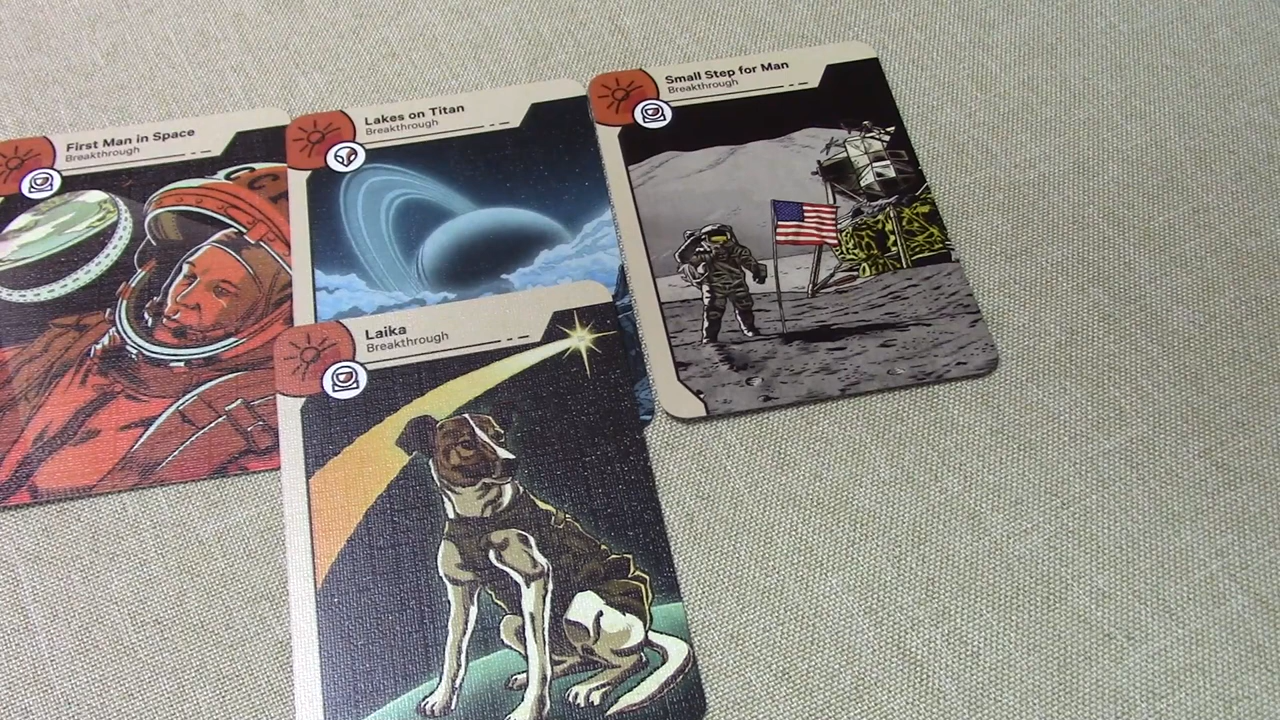 First Man in Space
Breakthrough
Lakes on Titan
Breakthrough
Small Step for Man
Breakthrough
Laika
Breakthrough